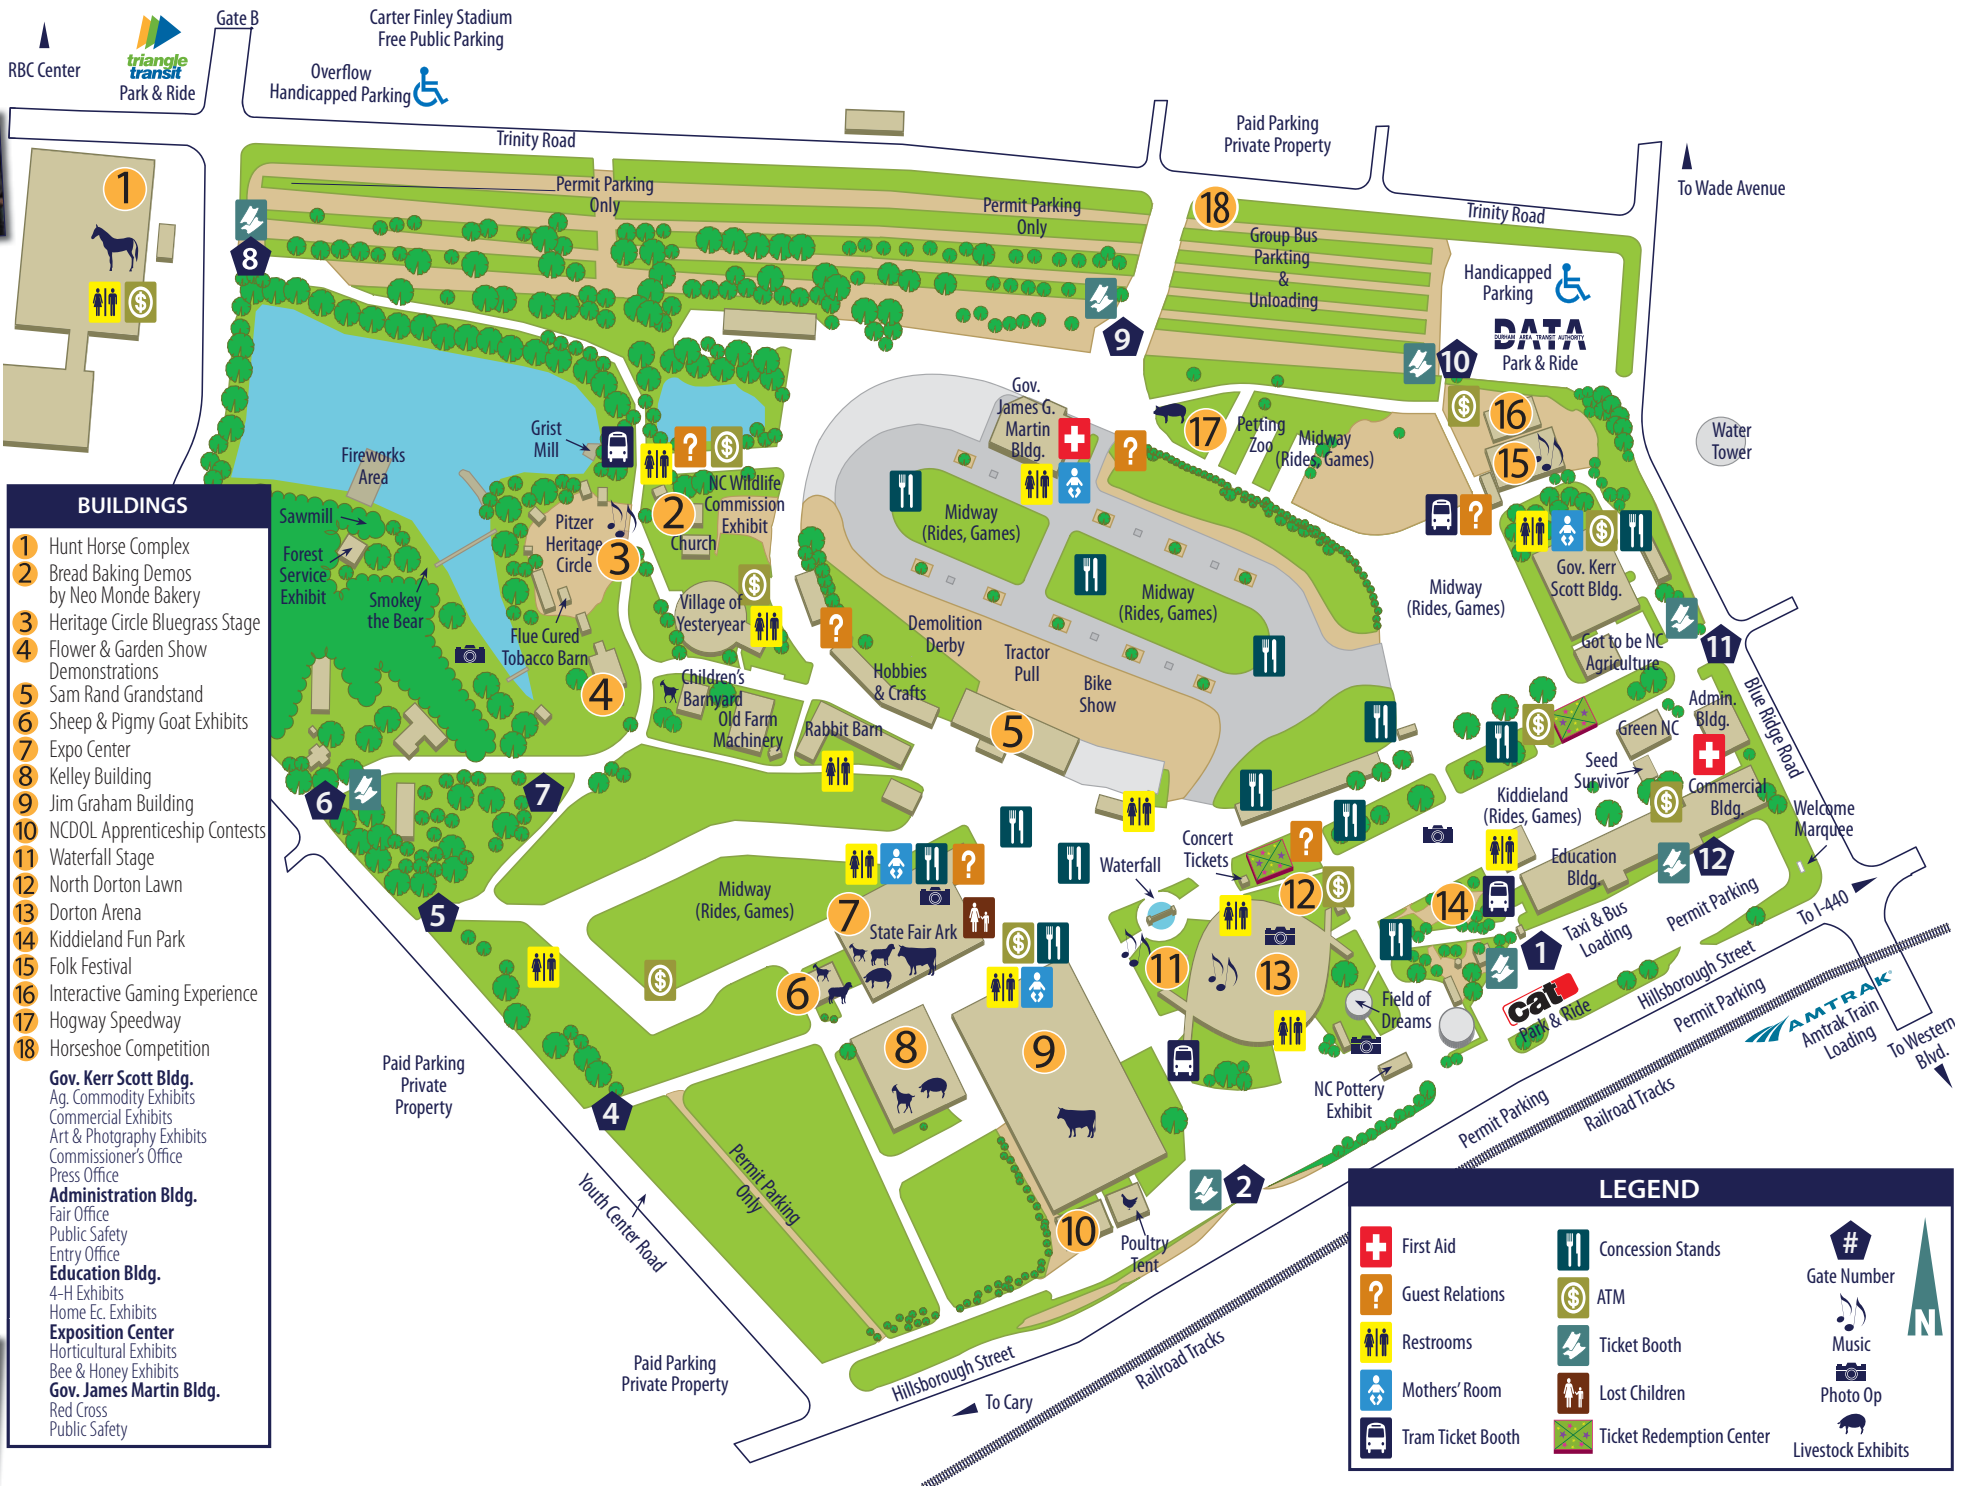 RBC Center
triangle
transit
Park & Ride
Gate B
Carter Finley Stadium
Free Public Parking
Overflow
Handicapped Parking
Trinity Road
Paid Parking
Private Property
To Wade Avenue
Trinity Road
Permit Parking
Only
Permit Parking
Only
18
Group Bus
Parkting
&
Unloading
Handicapped
Parking
DATA
DURHAM AREA TRANSIT AUTHORITY
Park & Ride
1
8
9
10
Water
Tower
Grist
Mill
Fireworks
Area
Gov.
James G.
Martin
Bldg.
17
Petting
Zoo
Midway
(Rides, Games)
16
15
Sawmill
Forest
Service
Exhibit
Smokey
the Bear
Pitzer
Heritage
Circle
3
2
NC Wildlife
Commission
Exhibit
Church
Village of
Yesteryear
Flue Cured
Tobacco Barn
4
Midway
(Rides, Games)
Midway
(Rides, Games)
Midway
(Rides, Games)
Gov. Kerr
Scott Bldg.
Got to be NC
Agriculture
11
Blue Ridge Road
Demolition
Derby
Tractor
Pull
Bike
Show
Hobbies
& Crafts
5
Children's
Barnyard
Old Farm
Machinery
Rabbit Barn
Admin.
Bldg.
Green NC
Seed
Survivor
Commercial
Bldg.
Kiddieland
(Rides, Games)
Welcome
Marquee
Education
Bldg.
12
6
7
5
Midway
(Rides, Games)
7
State Fair Ark
6
8
9
Concert
Tickets
Waterfall
12
11
13
14
1
Taxi & Bus
Loading
Permit Parking
To I-440
Hillsborough Street
cat
Park & Ride
Field of
Dreams
NC Pottery
Exhibit
Permit Parking
AMTRAK
Amtrak Train
Loading
To Western
Blvd.
Permit Parking
Railroad Tracks
4
Paid Parking
Private
Property
Permit Parking
Only
Youth Center Road
10
Poultry
Tent
2
Paid Parking
Private Property
Hillsborough Street
To Cary
Railroad Tracks
BUILDINGS
1 Hunt Horse Complex
2 Bread Baking Demos
by Neo Monde Bakery
3 Heritage Circle Bluegrass Stage
4 Flower & Garden Show
Demonstrations
5 Sam Rand Grandstand
6 Sheep & Pigmy Goat Exhibits
7 Expo Center
8 Kelley Building
9 Jim Graham Building
10 NCDOL Apprenticeship Contests
11 Waterfall Stage
12 North Dorton Lawn
13 Dorton Arena
14 Kiddieland Fun Park
15 Folk Festival
16 Interactive Gaming Experience
17 Hogway Speedway
18 Horseshoe Competition
Gov. Kerr Scott Bldg.
Ag. Commodity Exhibits
Commercial Exhibits
Art & Photgraphy Exhibits
Commissioner's Office
Press Office
Administration Bldg.
Fair Office
Public Safety
Entry Office
Education Bldg.
4-H Exhibits
Home Ec. Exhibits
Exposition Center
Horticultural Exhibits
Bee & Honey Exhibits
Gov. James Martin Bldg.
Red Cross
Public Safety
LEGEND
First Aid
Guest Relations
Restrooms
Mothers' Room
Tram Ticket Booth
Concession Stands
ATM
Ticket Booth
Lost Children
Ticket Redemption Center
#
Gate Number
Music
Photo Op
Livestock Exhibits
N